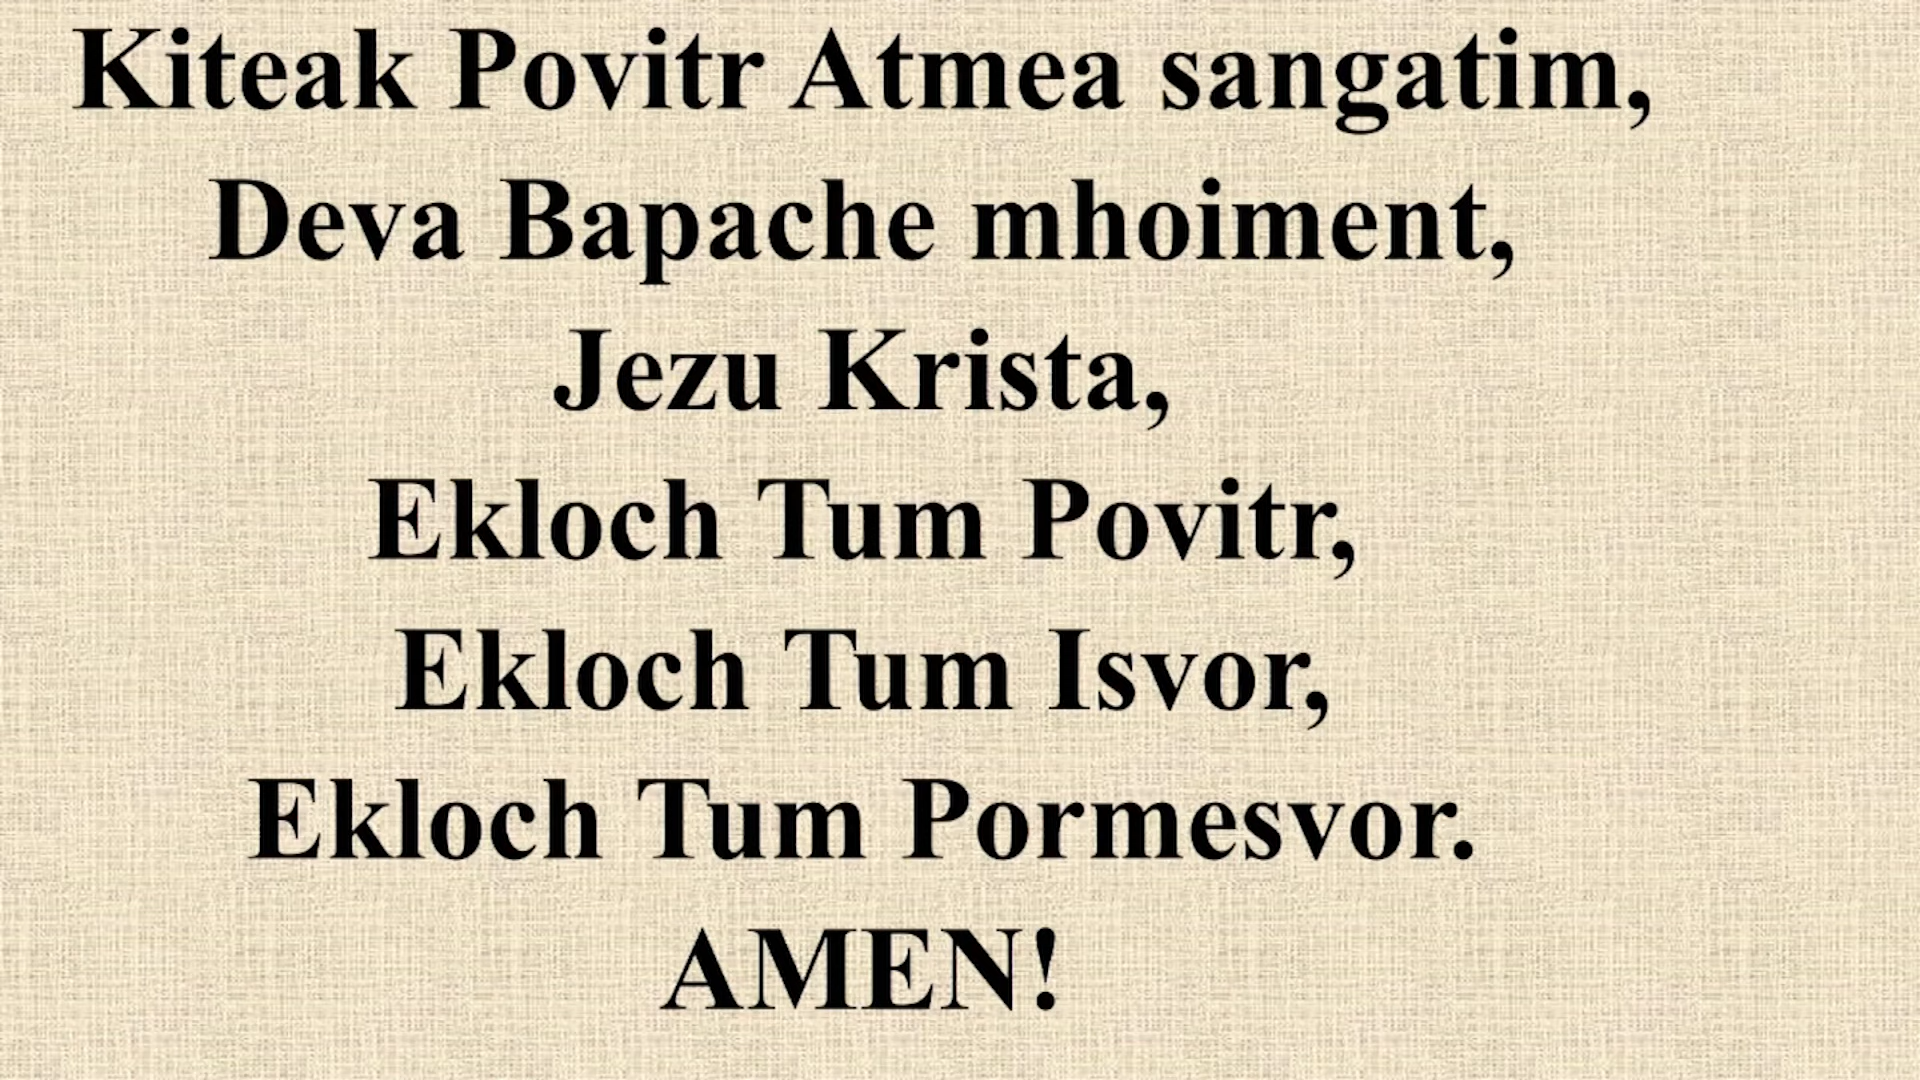 Kiteak Povitr Atmea sangatim,
Deva Bapache mhoiment,
Jezu Krista,
Ekloch Tum Povitr,
Ekloch Tum Isvor,
Ekloch Tum Pormesvor.
AMEN!